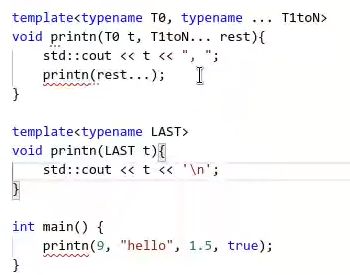 template<typename T0, typename ... T1toN>
void printn(T0 t, T1toN... rest){
    std::cout << t << ", ";
    printn(rest...);
}

template<typename LAST>
void printn(LAST t){
    std::cout << t << '\n';
}

int main() {
    printn(9, "hello", 1.5, true);
}